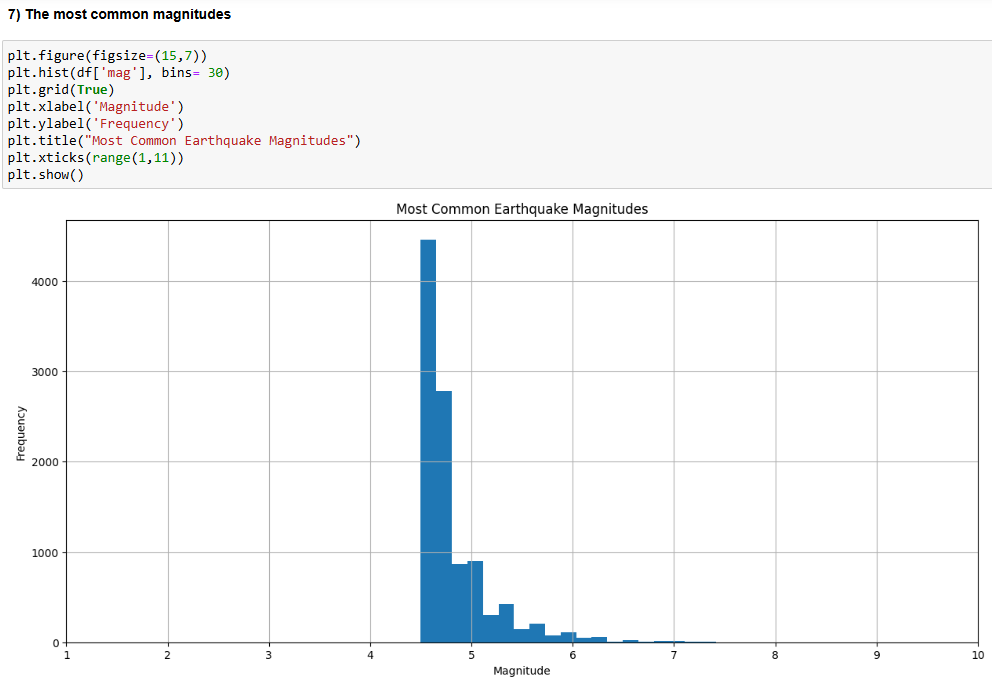 7) The most common magnitudes
plt.figure(figsize=(15,7))
plt.hist(df['mag'], bins= 30)
plt.grid(True)
plt.xlabel('Magnitude')
plt.ylabel('Frequency')
plt.title("Most Common Earthquake Magnitudes")
plt.xticks(range(1,11))
plt.show()
Most Common Earthquake Magnitudes
4000
3000
2000
1000
0
Frequency
1 2 3 4 5 6 7 8 9 10
Magnitude